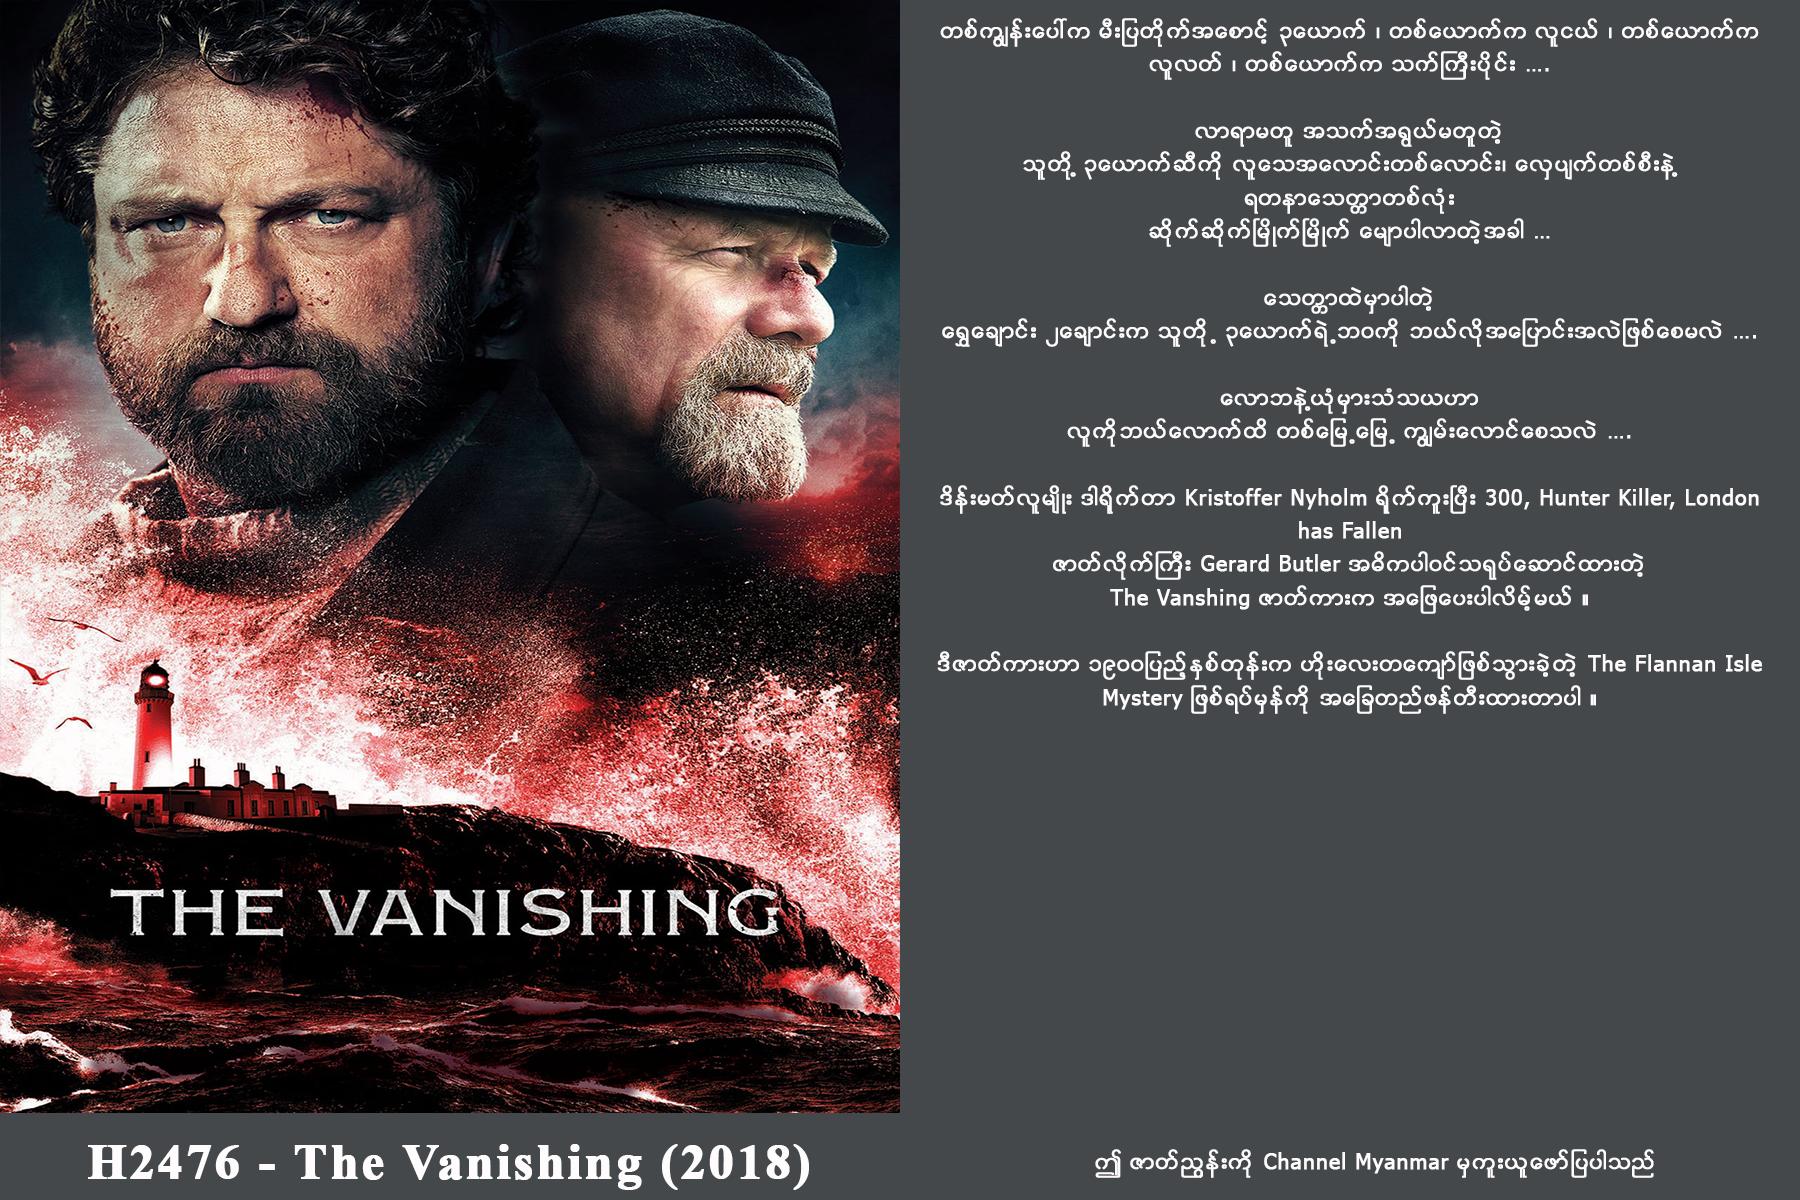 THE VANISHING
H2476 - The Vanishing (2018)
တစ်ကျွန်းပေါ်က မီးပြတိုက်အစောင့် ၃ယောက် ၊ တစ်ယောက်က လူငယ် ၊ တစ်ယောက်က
လူလတ် ၊ တစ်ယောက်က သက်ကြီးပိုင်း ....
လာရာမတူ အသက်အရွယ်မတူတဲ့
သူတို့ ၃ယောက်ဆီကို လူသေအလောင်းတစ်လောင်း၊ လှေပျက်တစ်စီးနဲ့
ရတနာသေတ္တာတစ်လုံး
ဆိုက်ဆိုက်မြိုက်မြိုက် မျောပါလာတဲ့အခါ ...
သေတ္တာထဲမှာပါတဲ့
ရွှေချောင်း ၂ချောင်းက သူတို့ ၃ယောက်ရဲ့ဘဝကို ဘယ်လိုအပြောင်းအလဲဖြစ်စေမလဲ ....
လောဘနဲ့ယုံမှားသံသယဟာ
လူကိုဘယ်လောက်ထိ တစ်မြေ့မြေ့ ကျွမ်းလောင်စေသလဲ ....
ဒိန်းမတ်လူမျိုး ဒါရိုက်တာ Kristoffer Nyholm ရိုက်ကူးပြီး 300, Hunter Killer, London
has Fallen
ဇာတ်လိုက်ကြီး Gerard Butler အဓိကပါဝင်သရုပ်ဆောင်ထားတဲ့
The Vanshing ဇာတ်ကားက အဖြေပေးပါလိမ့်မယ် ။
ဒီဇာတ်ကားဟာ ၁၉၀၀ပြည့်နှစ်တုန်းက ဟိုးလေးတကျော်ဖြစ်သွားခဲ့တဲ့ The Flannan Isle
Mystery ဖြစ်ရပ်မှန်ကို အခြေတည်ဖန်တီးထားတာပါ ။
ဤ ဇာတ်ညွှန်းကို Channel Myanmar မှကူးယူဖော်ပြပါသည်